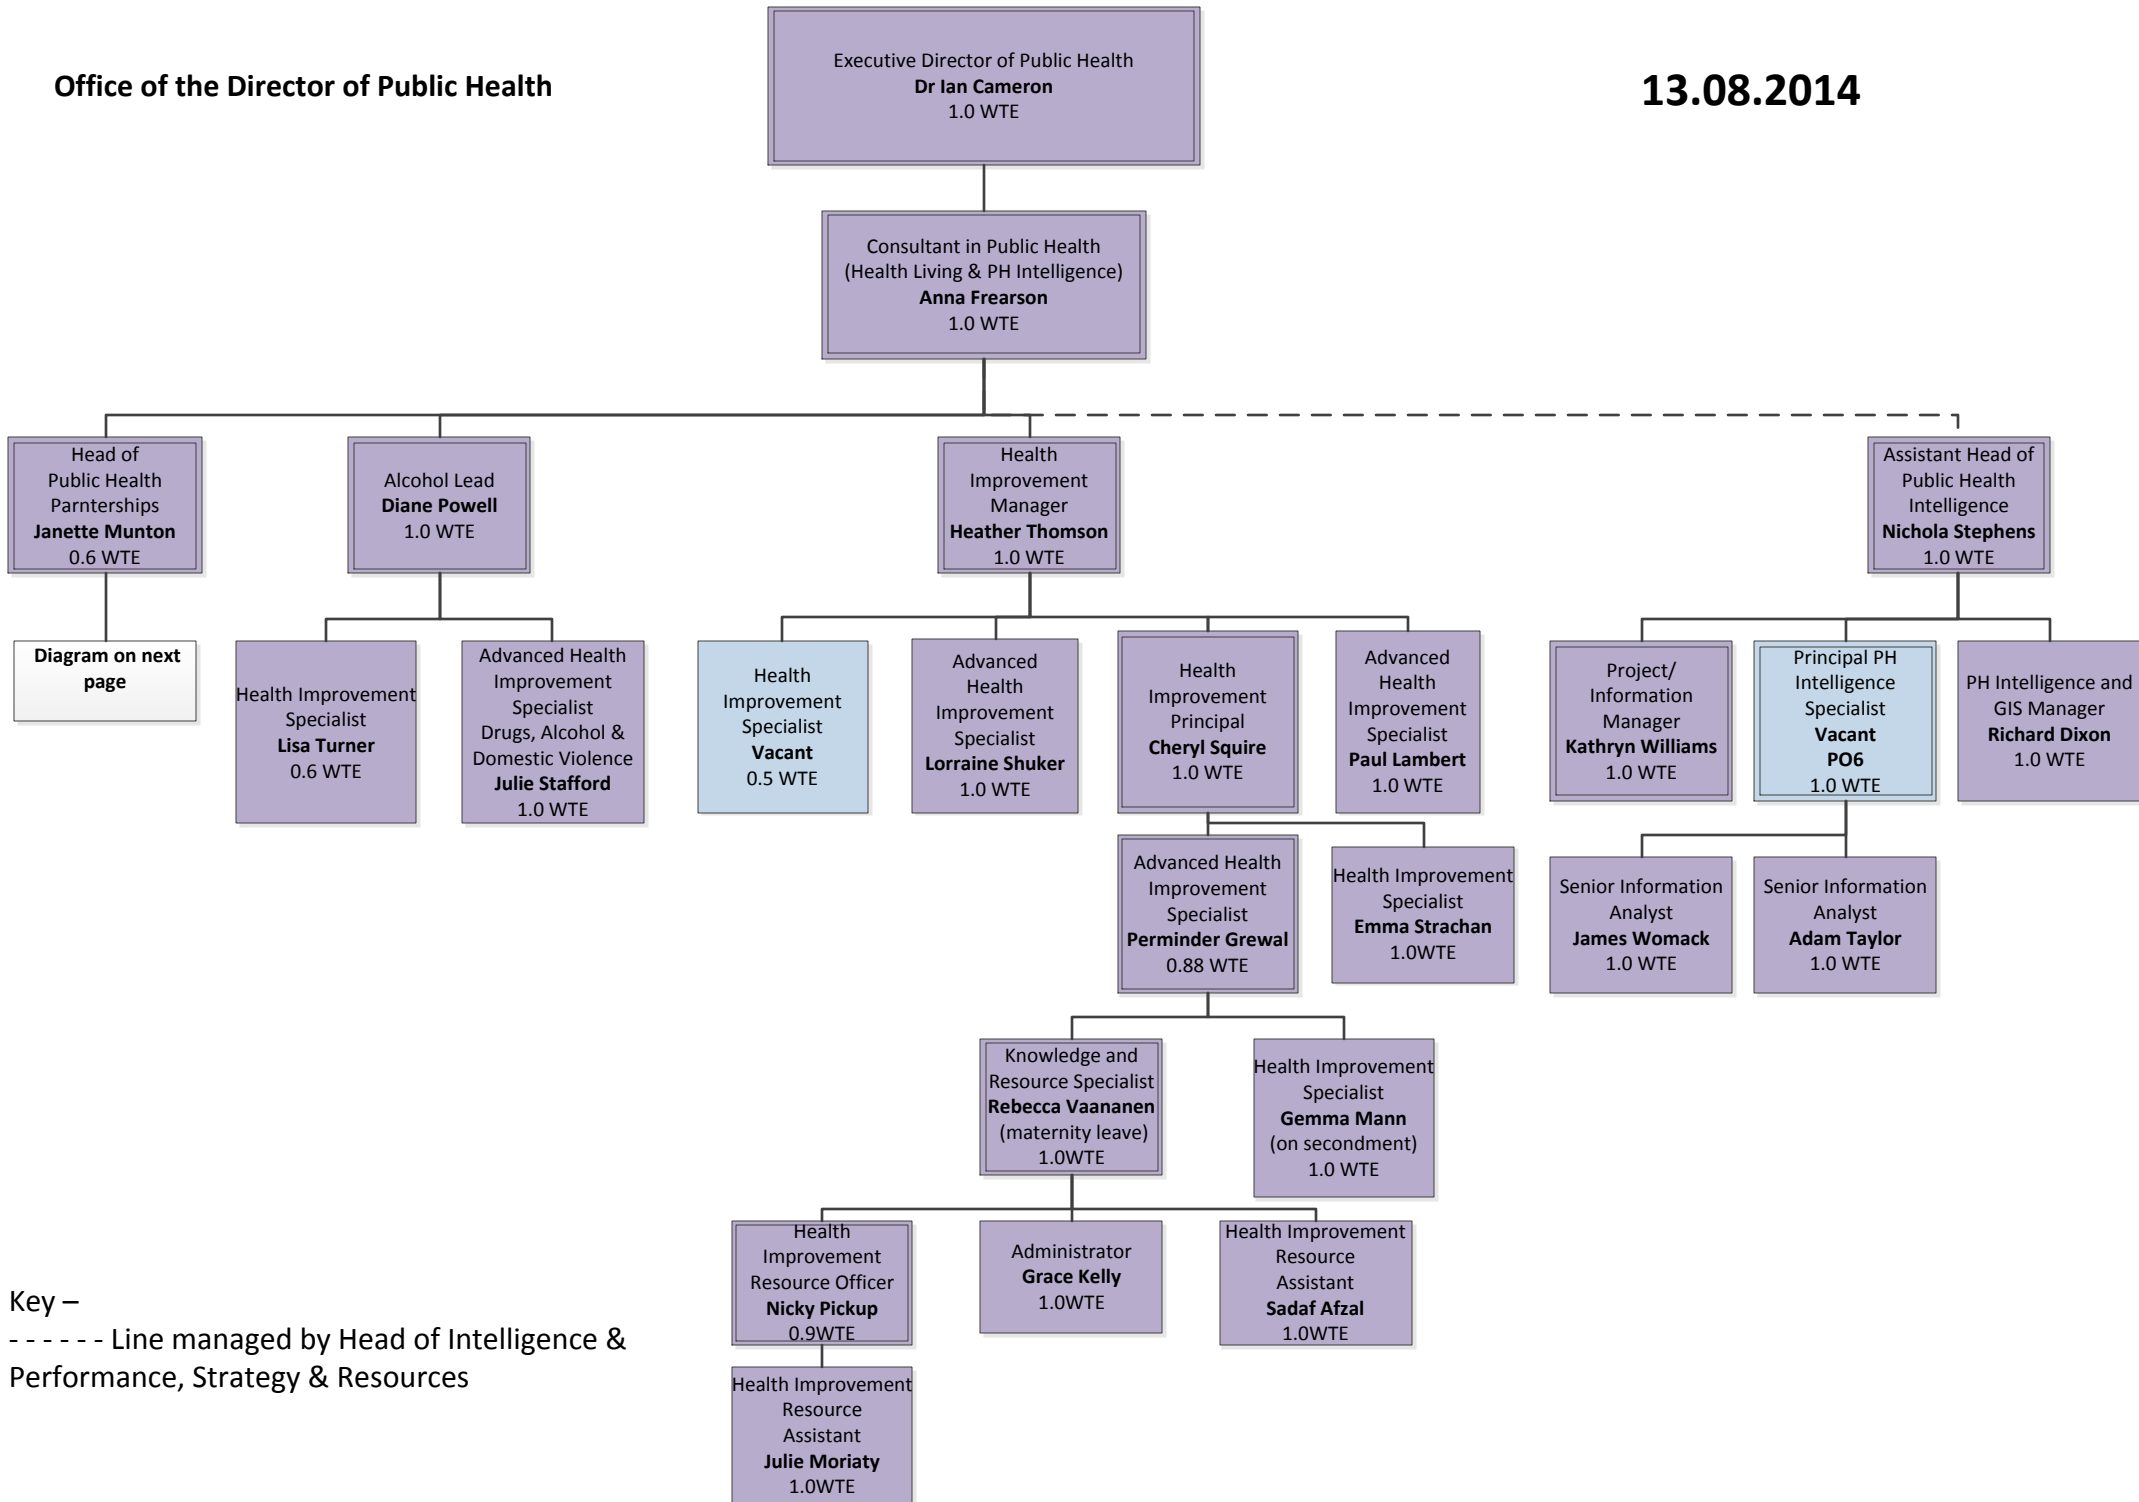 Office of the Director of Public Health
13.08.2014
Executive Director of Public Health
Dr Ian Cameron
1.0 WTE
Consultant in Public Health
(Health Living & PH Intelligence)
Anna Frearson
1.0 WTE
Head of
Public Health
Parnterships
Janette Munton
0.6 WTE
Alcohol Lead
Diane Powell
1.0 WTE
Health
Improvement
Manager
Heather Thomson
1.0 WTE
Assistant Head of
Public Health
Intelligence
Nichola Stephens
1.0 WTE
Diagram on next
page
Health Improvement
Specialist
Lisa Turner
0.6 WTE
Advanced Health
Improvement
Specialist
Drugs, Alcohol &
Domestic Violence
Julie Stafford
1.0 WTE
Health
Improvement
Specialist
Vacant
0.5 WTE
Advanced
Health
Improvement
Specialist
Lorraine Shuker
1.0 WTE
Health
Improvement
Principal
Cheryl Squire
1.0 WTE
Advanced
Health
Improvement
Specialist
Paul Lambert
1.0 WTE
Project/
Information
Manager
Kathryn Williams
1.0 WTE
Principal PH
Intelligence
Specialist
Vacant
PO6
1.0 WTE
PH Intelligence and
GIS Manager
Richard Dixon
1.0 WTE
Advanced Health
Improvement
Specialist
Perminder Grewal
0.88 WTE
Health Improvement
Specialist
Emma Strachan
1.0WTE
Senior Information
Analyst
James Womack
1.0 WTE
Senior Information
Analyst
Adam Taylor
1.0 WTE
Knowledge and
Resource Specialist
Rebecca Vaananen
(maternity leave)
1.0WTE
Health Improvement
Specialist
Gemma Mann
(on secondment)
1.0 WTE
Health
Improvement
Resource Officer
Nicky Pickup
0.9WTE
Administrator
Grace Kelly
1.0WTE
Health Improvement
Resource
Assistant
Sadaf Afzal
1.0WTE
Health Improvement
Resource
Assistant
Julie Moriaty
1.0WTE
Key –
- - - - - - Line managed by Head of Intelligence &
Performance, Strategy & Resources